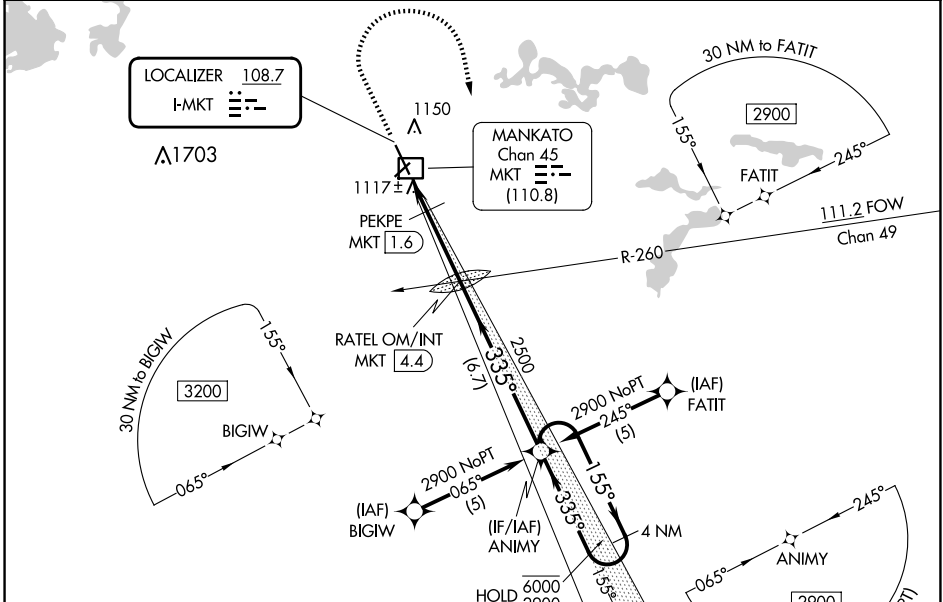 LOCALIZER 108.7
I-MKT
1703
1150
MANKATO
Chan 45
MKT
(110.8)
1117±
PEKPE
MKT 1.6
30 NM to FATIT
2900
155°
245°
FATIT
111.2 FOW
Chan 49
R-260
RATEL OM/INT
MKT 4.4
335°
2500
(6.7)
30 NM to BIGIW
155°
3200
BIGIW
065°
2900 NoPT
245°
(5)
(IAF)
FATIT
2900 NoPT
065°
(5)
(IAF)
BIGIW
(IF/IAF)
ANIMY
335°
155°
4 NM
HOLD 6000
155°
245°
ANIMY
065°